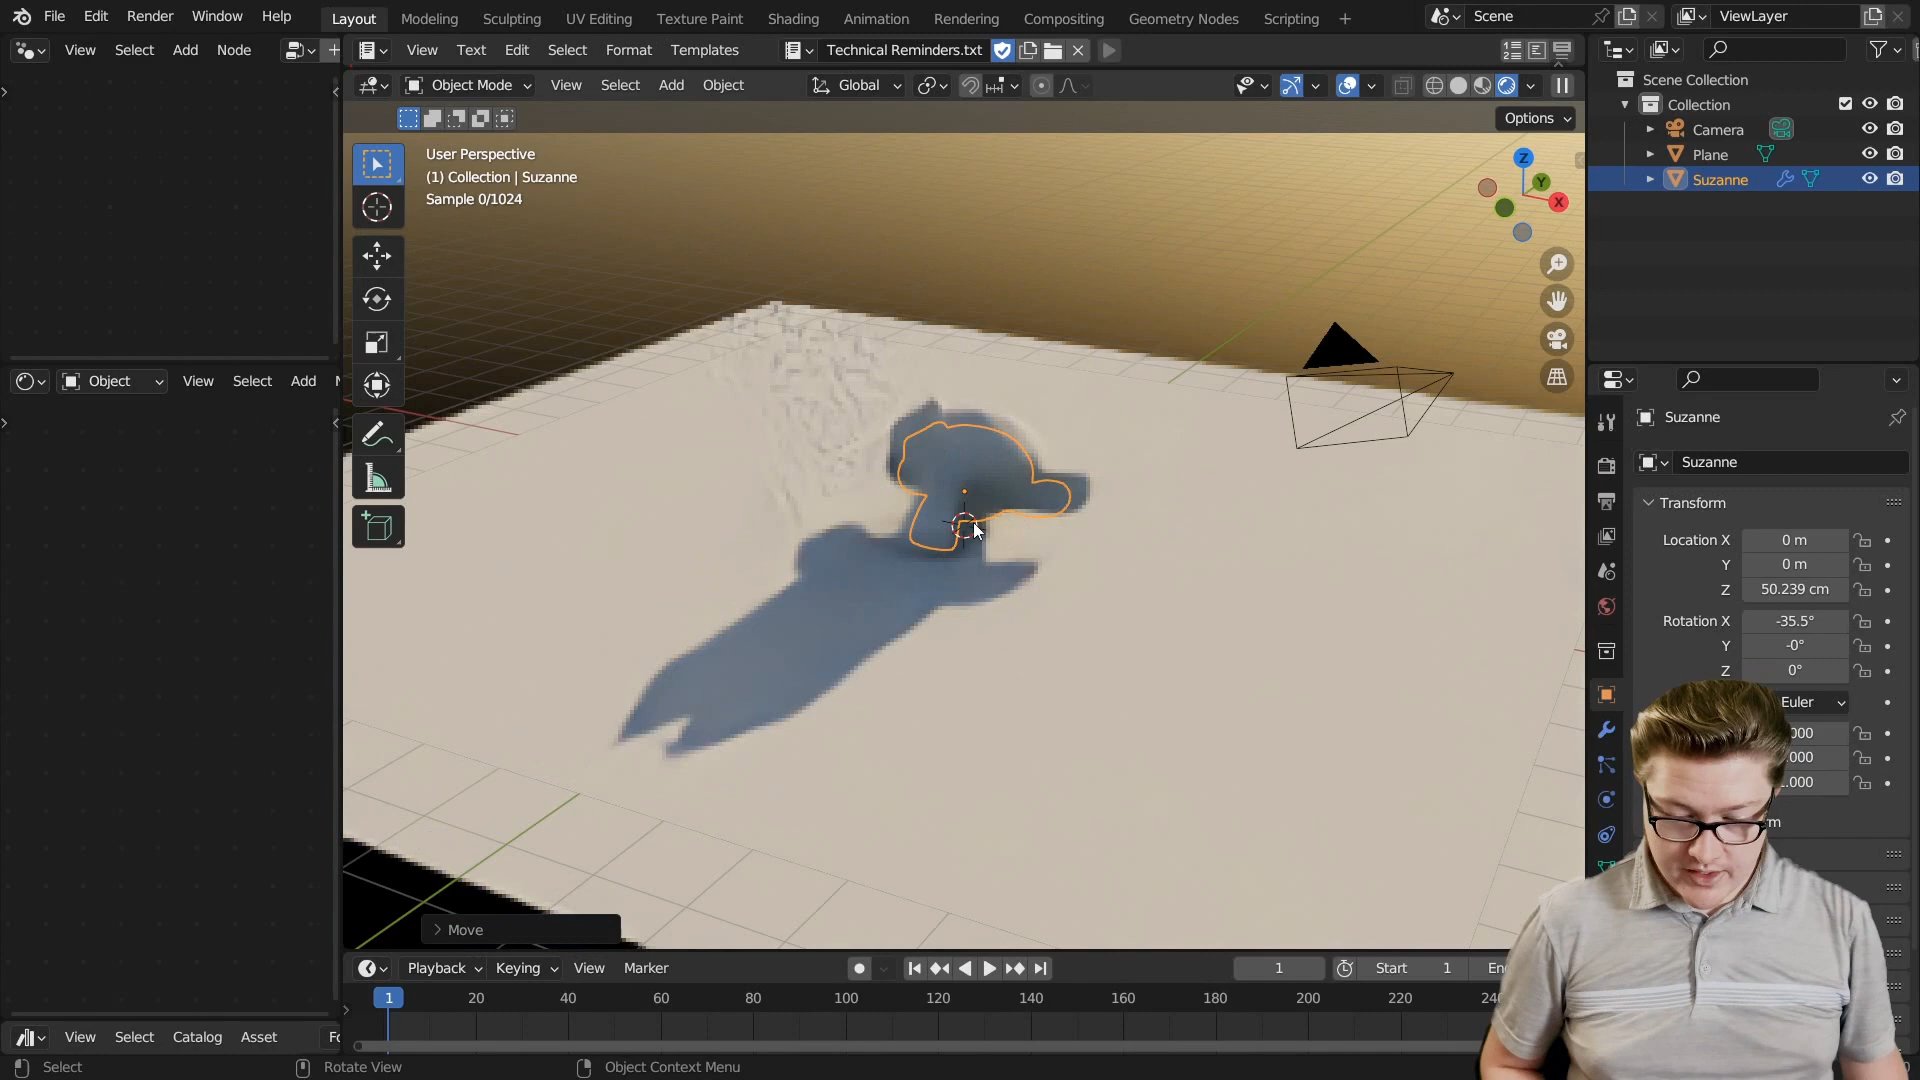 File Edit Render Window Help Layout Modeling Sculpting UV Editing Texture Paint Shading Animation Rendering Compositing Geometry Nodes Scripting + Scene ViewLayer
View Select Add Node
View Text Edit Select Format Templates Technical Reminders.txt
Object Mode View Select Add Object Global
Options
User Perspective
(1) Collection | Suzanne
Sample 0/1024
Z
Y
X
Scene Collection
Collection
Camera
Plane
Suzanne
Object View Select Add
Suzanne
Suzanne
Transform
Location X 0 m
Y 0 m
Z 50.239 cm
Rotation X -35.5°
Y -0°
Z 0°
Euler
Move
Playback Keying View Marker 1 Start 1
1 20 40 60 80 100 120 140 160 180 200 220
View Select Catalog Asset
Select Rotate View Object Context Menu